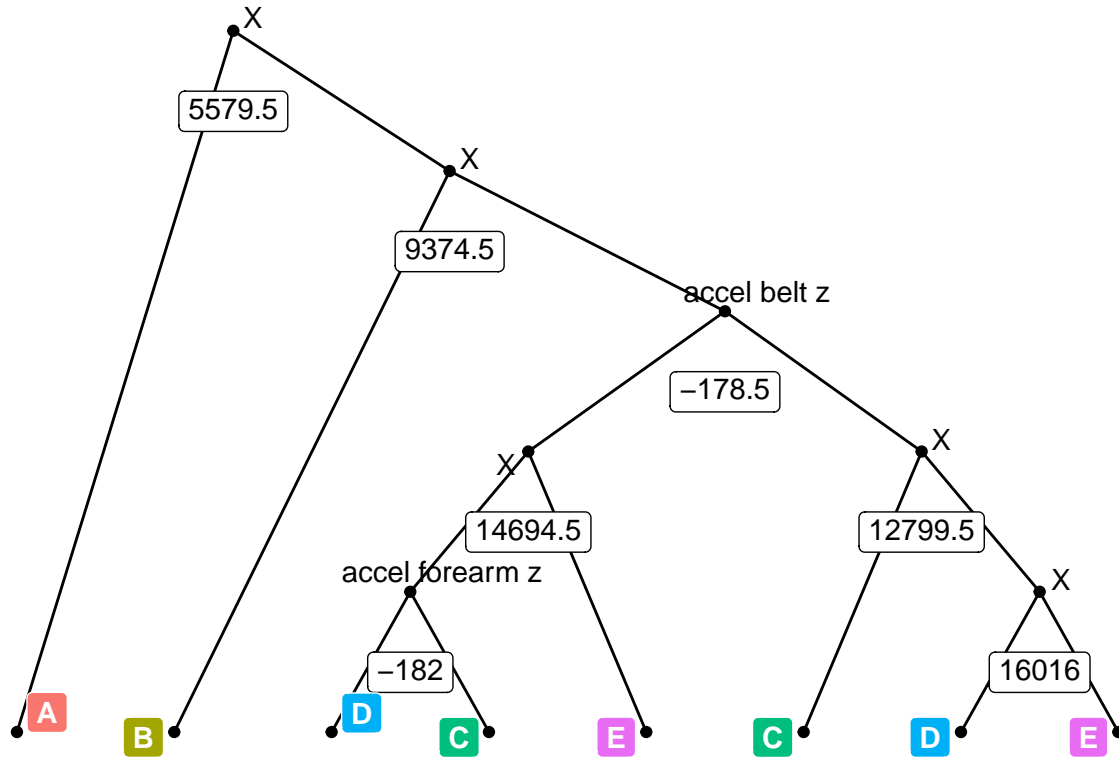 X
5579.5
X
9374.5
accel belt z
−178.5
X
X
14694.5
12799.5
accel forearm z
X
−182
16016
A
D
B
C
E
C
D
E